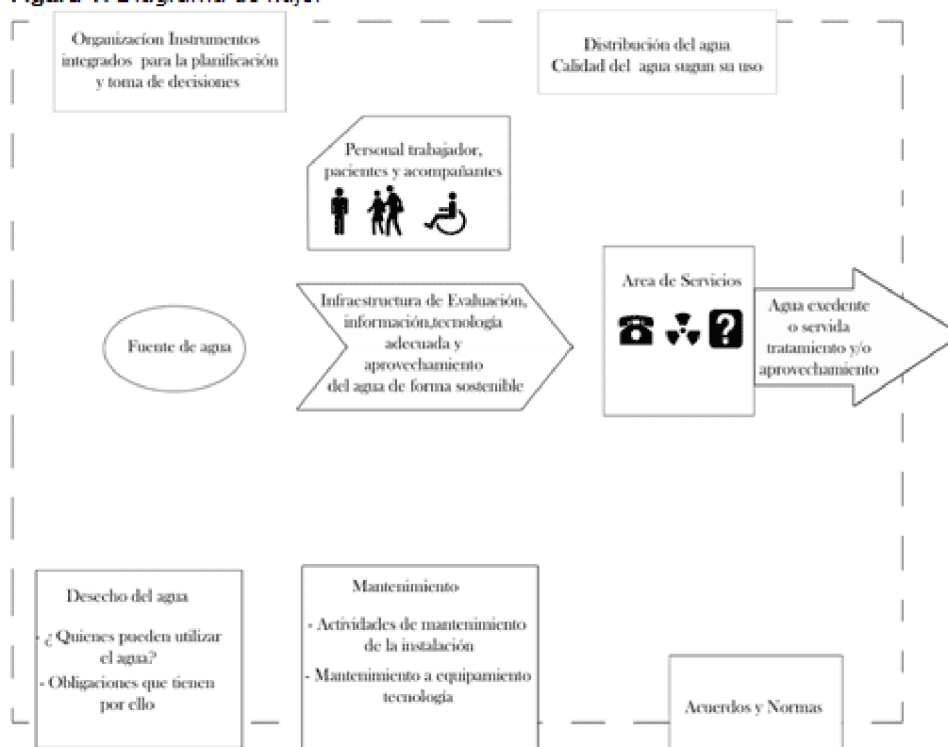 Organizacíon Instrumentos
integrados para la planificación
y toma de decisiones
Distribución del agua
Calidad del agua sugun su uso
Personal trabajador,
pacientes y acompañantes
Fuente de agua
Infraestructura de Evaluación,
información,tecnología
adecuada y
aprovechamiento
del agua de forma sostenible
Area de Servicios
?
Agua exedente
o servida
tratamiento y/o
aprovechamiento
Desecho del agua
- ¿ Quienes pueden utilizar
el agua?
- Obligaciones que tienen
por ello
Mantenimiento
- Actividades de mantenimiento
de la instalación
- Mantenimiento a equipamiento
tecnología
Acuerdos y Normas